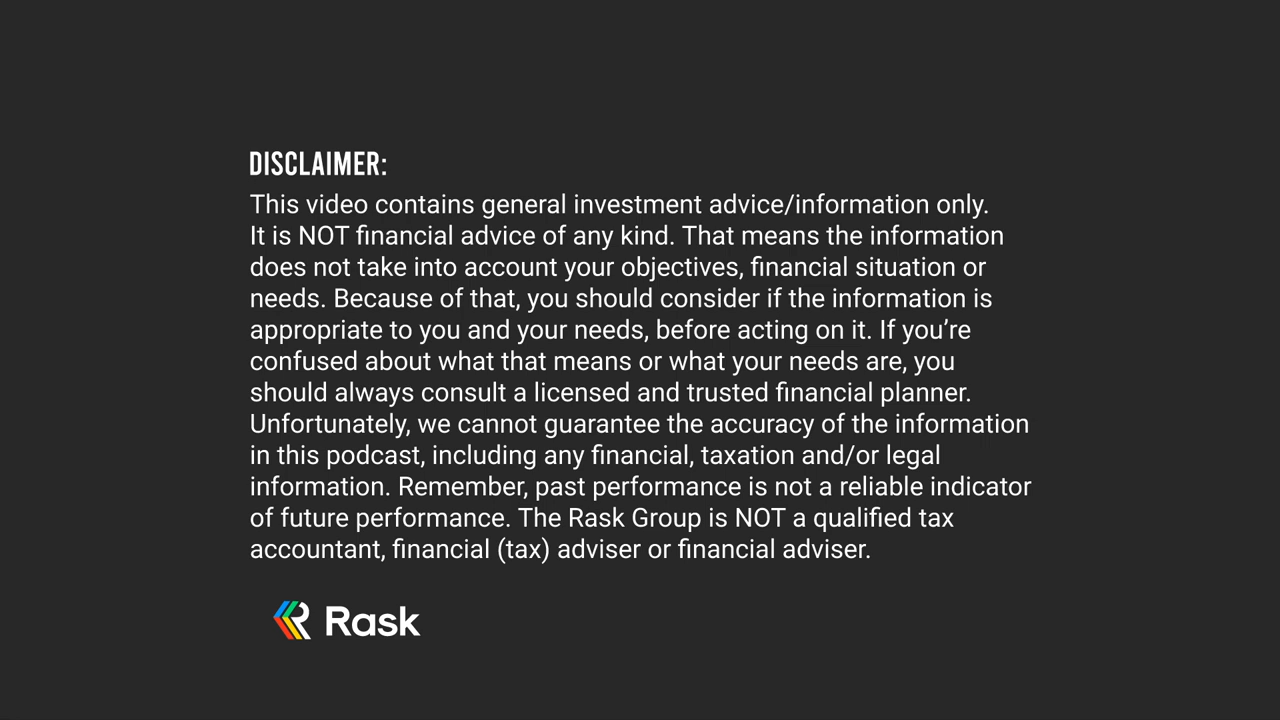 DISCLAIMER:
This video contains general investment advice/information only.
It is NOT financial advice of any kind. That means the information
does not take into account your objectives, financial situation or
needs. Because of that, you should consider if the information is
appropriate to you and your needs, before acting on it. If you’re
confused about what that means or what your needs are, you
should always consult a licensed and trusted financial planner.
Unfortunately, we cannot guarantee the accuracy of the information
in this podcast, including any financial, taxation and/or legal
information. Remember, past performance is not a reliable indicator
of future performance. The Rask Group is NOT a qualified tax
accountant, financial (tax) adviser or financial adviser.
Rask